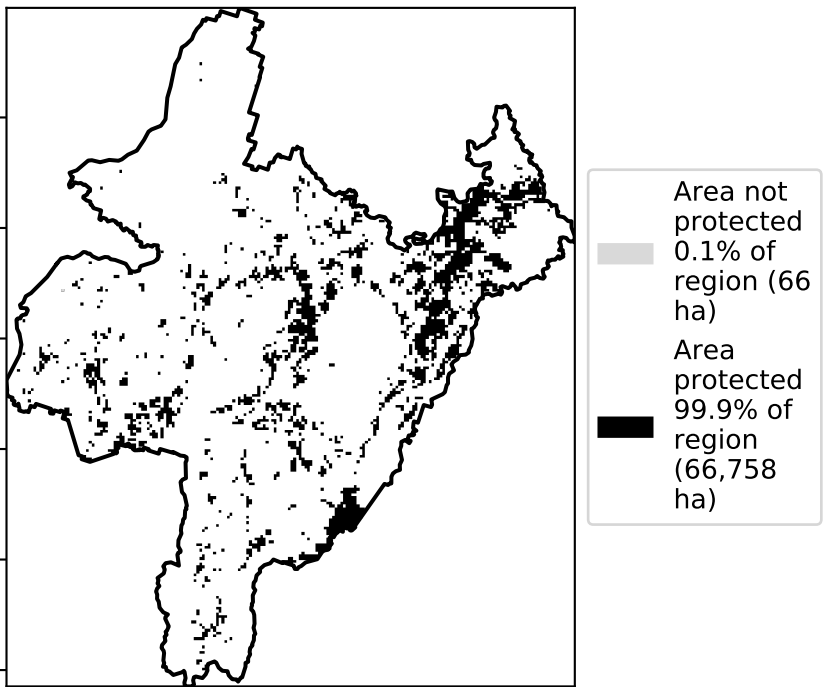 Area not
protected
0.1% of
region (66
ha)
Area
protected
99.9% of
region
(66,758
ha)